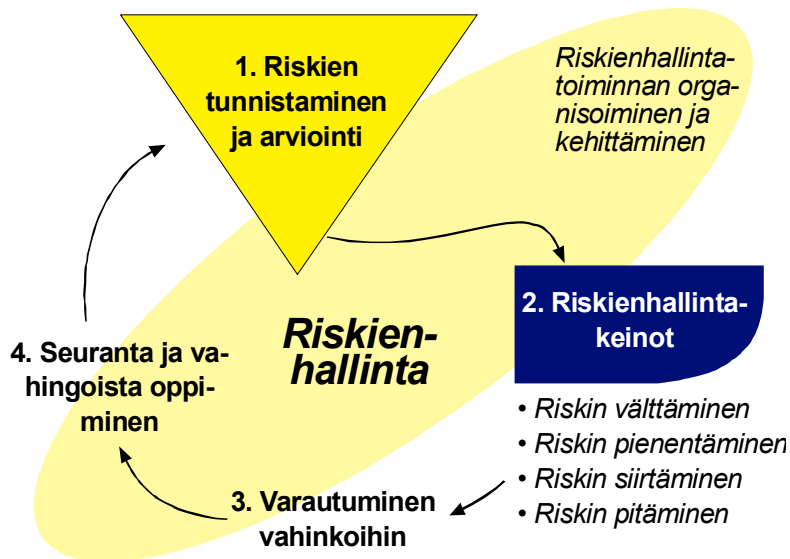 1. Riskien
tunnistaminen
ja arviointi
Riskienhallinta-
toiminnan orga-
nisoiminen ja
kehittäminen
2. Riskienhallinta-
keinot
Riskien-
hallinta
4. Seuranta ja va-
hingoista oppi-
minen
• Riskin välttäminen
• Riskin pienentäminen
• Riskin siirtäminen
• Riskin pitäminen
3. Varautuminen
vahinkoihin